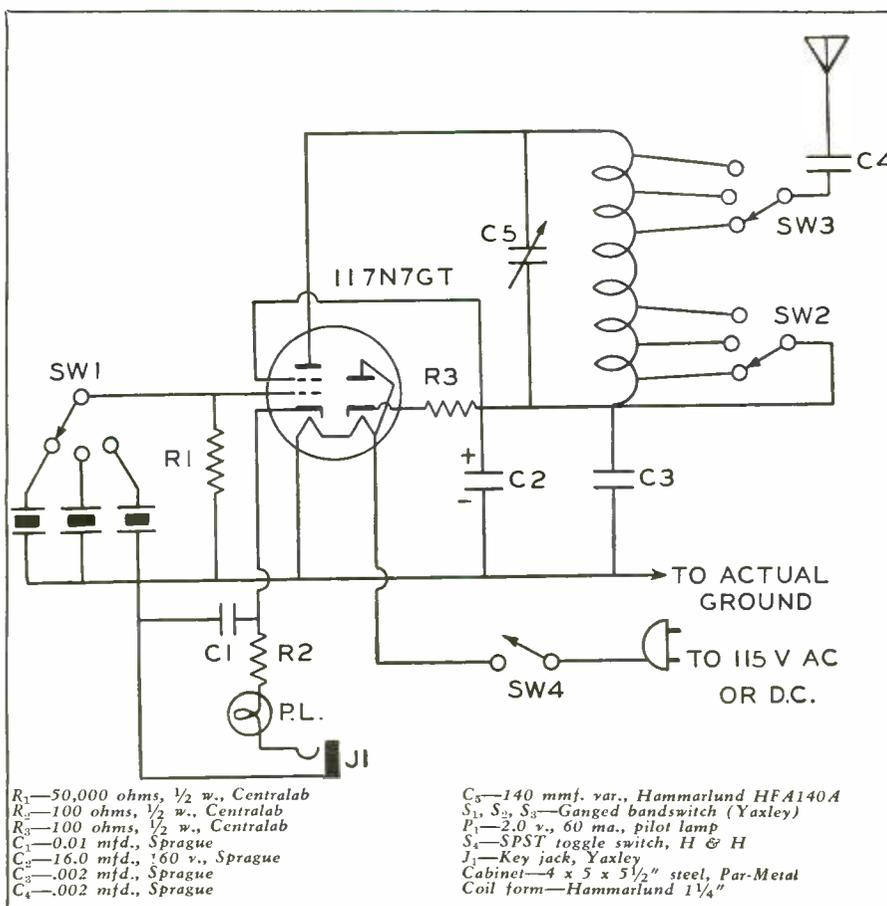 C4
SW3
C5
117N7GT
SW2
SW1
R3
R1
+
C2
-
C3
TO ACTUAL
GROUND
C1
R2
TO 115 V AC
OR D.C.
SW4
P.L.
J1
R₁—50,000 ohms, ½ w., Centralab
R₂—100 ohms, ½ w., Centralab
R₃—100 ohms, ½ w., Centralab
C₁—0.01 mfd., Sprague
C₂—16.0 mfd., 160 v., Sprague
C₃—.002 mfd., Sprague
C₄—.002 mfd., Sprague
C₅—140 mmf. var., Hammarlund HFA140A
S₁, S₂, S₃—Ganged bandswitch (Yaxley)
P₁—2.0 v., 60 ma., pilot lamp
S₄—SPST toggle switch, H & H
J₁—Key jack, Yaxley
Cabinet—4 x 5 x 5½" steel, Par-Metal
Coil form—Hammarlund 1¼"